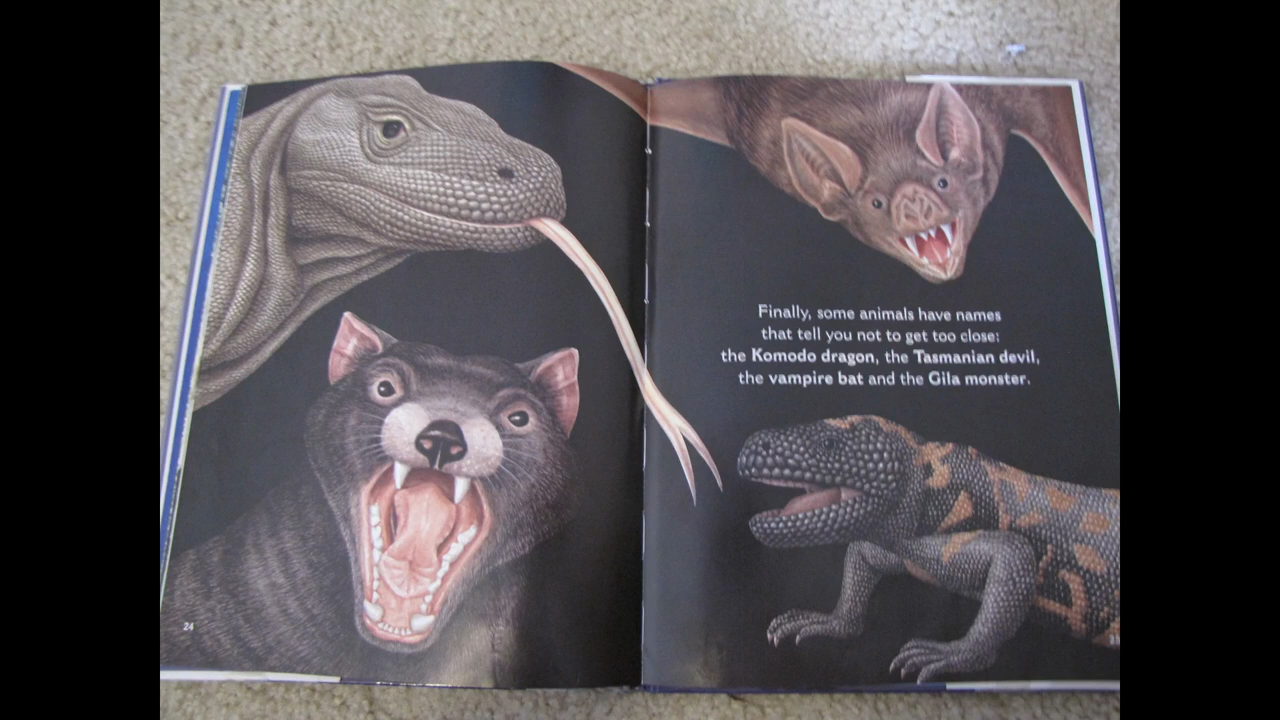 Finally, some animals have names
that tell you not to get too close:
the Komodo dragon, the Tasmanian devil,
the vampire bat and the Gila monster.
24